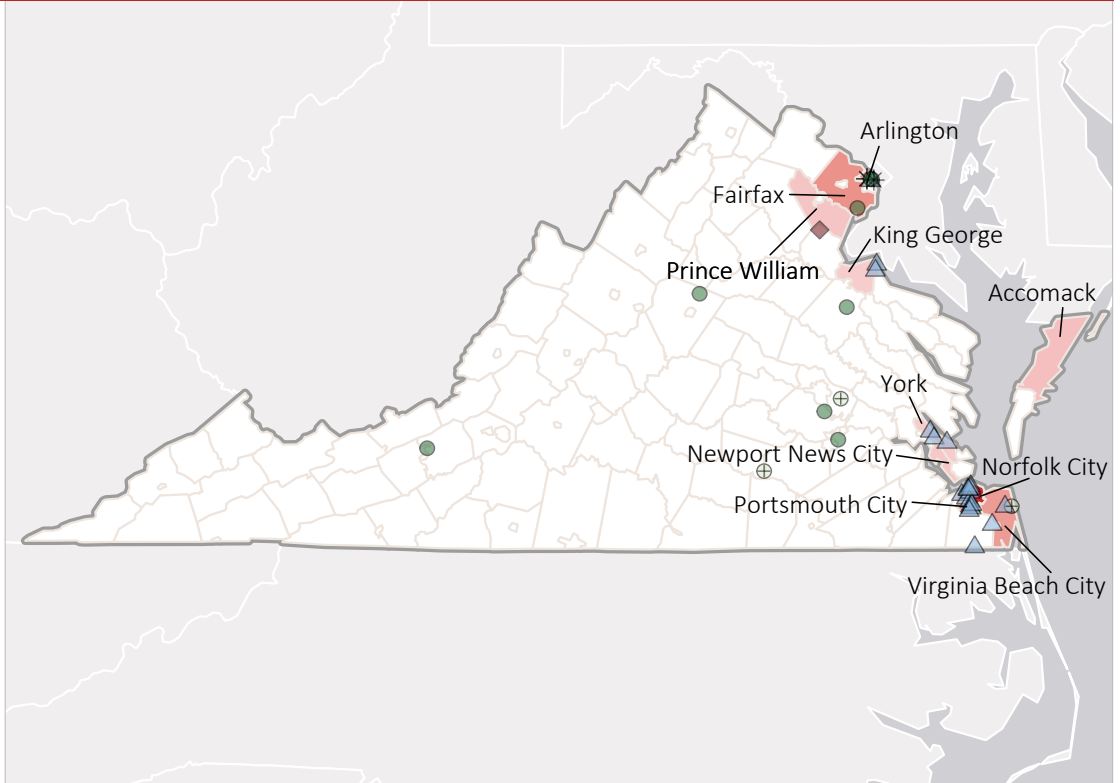 Arlington
Fairfax
King George
Prince William
Accomack
York
Newport News City
Norfolk City
Portsmouth City
Virginia Beach City